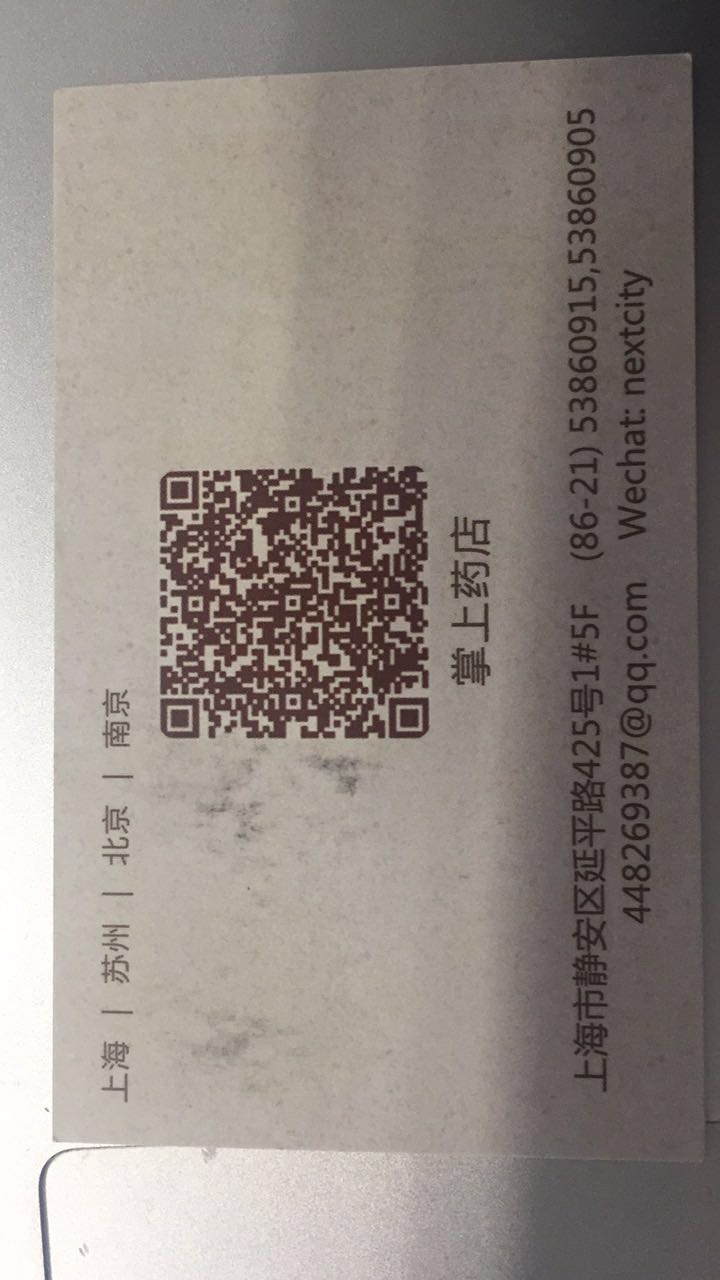 上海 | 苏州 | 北京 | 南京
掌上药店
上海市静安区延平路425号1#5F (86-21) 53860915,53860905
448269387@qq.com Wechat: nextcity